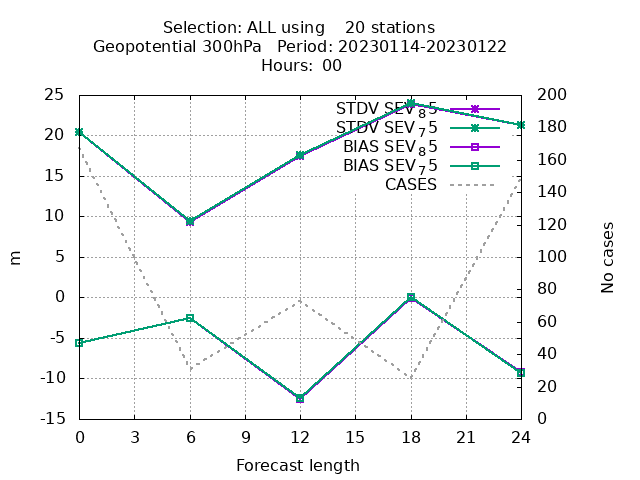 Selection: ALL using 20 stations
Geopotential 300hPa Period: 20230114-20230122
Hours: 00
25
20
15
10
5
0
-5
-10
-15
m
200
180
160
140
120
100
80
60
40
20
0
No cases
STDV SEV₈5
STDV SEV₇5
BIAS SEV₈5
BIAS SEV₇5
CASES
0 3 6 9 12 15 18 21 24
Forecast length